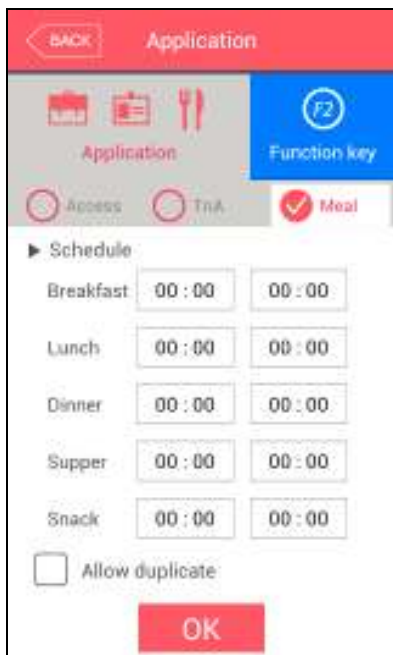 BACK Application
F2
Application Function key
Access TnA Meal
▶ Schedule
Breakfast 00 : 00 00 : 00
Lunch 00 : 00 00 : 00
Dinner 00 : 00 00 : 00
Supper 00 : 00 00 : 00
Snack 00 : 00 00 : 00
Allow duplicate
OK